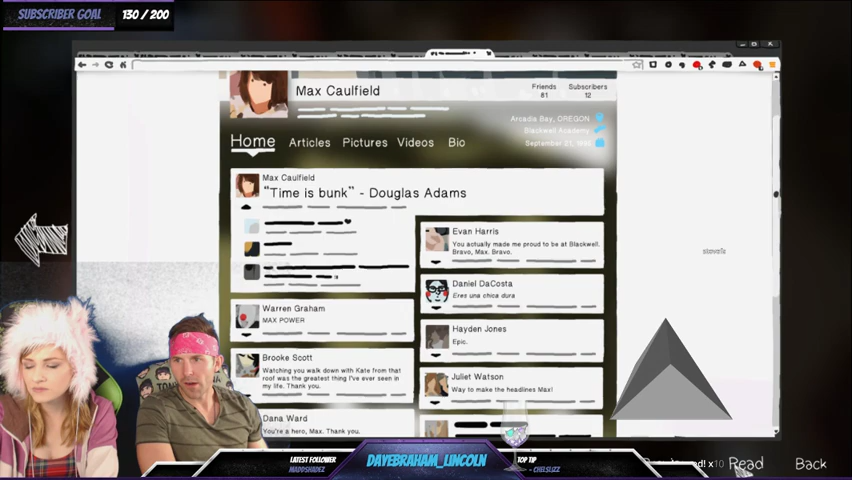 SUBSCRIBER GOAL 130 / 200
Max Caulfield
Friends
81
Subscribers
12
Arcadia Bay, OREGON
Blackwell Academy
Home Articles Pictures Videos Bio
Max Caulfield
"Time is bunk" - Douglas Adams
Evan Harris
You actually made me proud to be at Blackwell.
Bravo, Max. Bravo.
Daniel DaCosta
Eres una chica dura
Warren Graham
MAX POWER
Hayden Jones
Epic.
Brooke Scott
Watching you walk down with Kate from that
roof was the greatest thing I've ever seen in
my life. Thank you.
Juliet Watson
Way to make the headlines Max!
Dana Ward
You're a hero, Max. Thank you.
LATEST FOLLOWER
MADDSHADEZ
DAYEBRAHAM_LINCOLN
TOP TIP
- CHELSLIZZ
x10
Read
Back